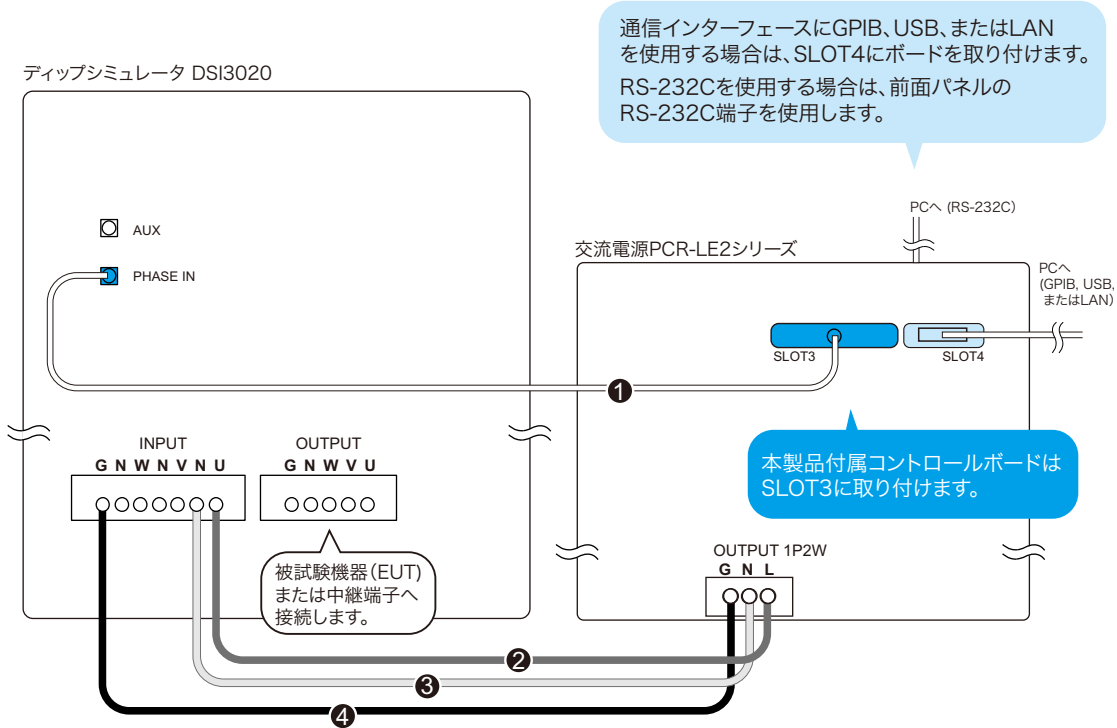 通信インターフェースにGPIB、USB、またはLAN
を使用する場合は、SLOT4にボードを取り付けます。
RS-232Cを使用する場合は、前面パネルの
RS-232C端子を使用します。
ディップシミュレータ DSI3020
AUX
PHASE IN
PCへ (RS-232C)
交流電源PCR-LE2シリーズ
PCへ
(GPIB, USB,
またはLAN)
SLOT3
SLOT4
1
本製品付属コントロールボードは
SLOT3に取り付けます。
INPUT
G N W N V N U
OUTPUT
G N W V U
被試験機器(EUT)
または中継端子へ
接続します。
OUTPUT 1P2W
G N L
2
3
4